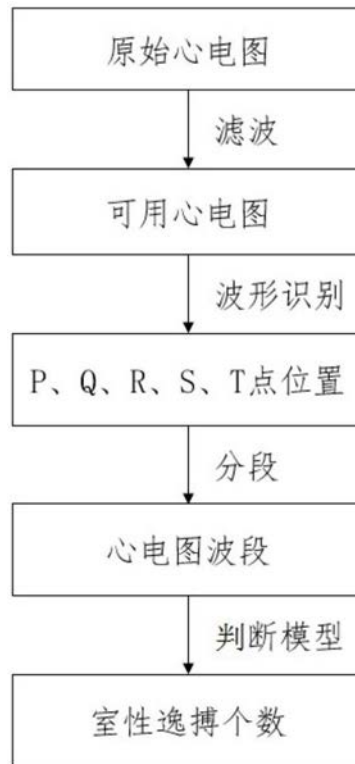 原始心电图
滤波
可用心电图
波形识别
P、Q、R、S、T点位置
分段
心电图波段
判断模型
室性逸搏个数